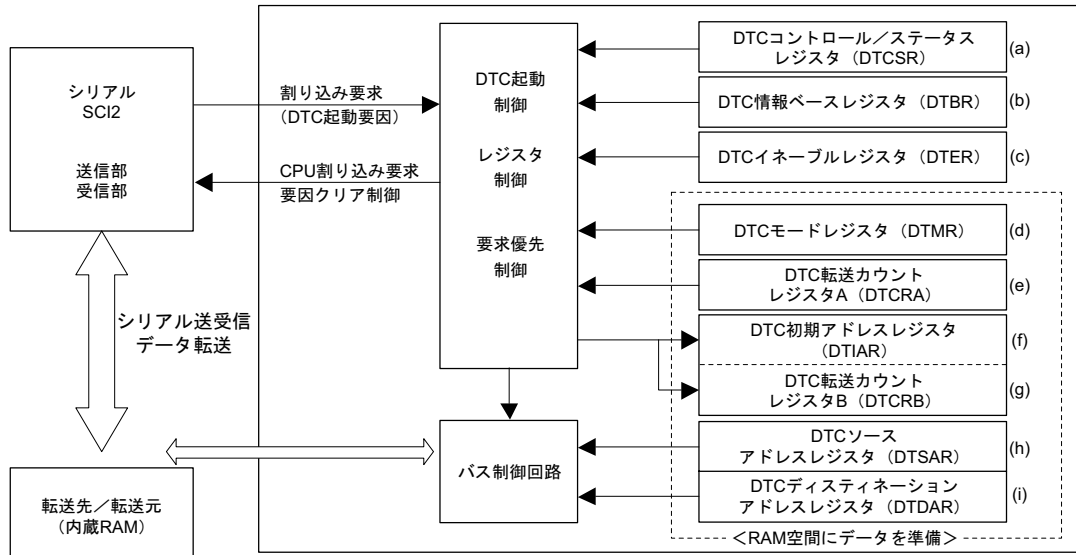 シリアル
SCI2
送信部
受信部
割り込み要求
(DTC起動要因)
CPU割り込み要求
要因クリア制御
シリアル送受信
データ転送
転送先／転送元
(内蔵RAM)
DTC起動
制御
レジスタ
制御
要求優先
制御
バス制御回路
DTCコントロール／ステータス
レジスタ (DTCSR)
(a)
DTC情報ベースレジスタ (DTBR)
(b)
DTCイネーブルレジスタ (DTER)
(c)
DTCモードレジスタ (DTMR)
(d)
DTC転送カウント
レジスタA (DTCRA)
(e)
DTC初期アドレスレジスタ
(DTIAR)
(f)
DTC転送カウント
レジスタB (DTCRB)
(g)
DTCソース
アドレスレジスタ (DTSAR)
(h)
DTCディスティネーション
アドレスレジスタ (DTDAR)
(i)
＜RAM空間にデータを準備＞